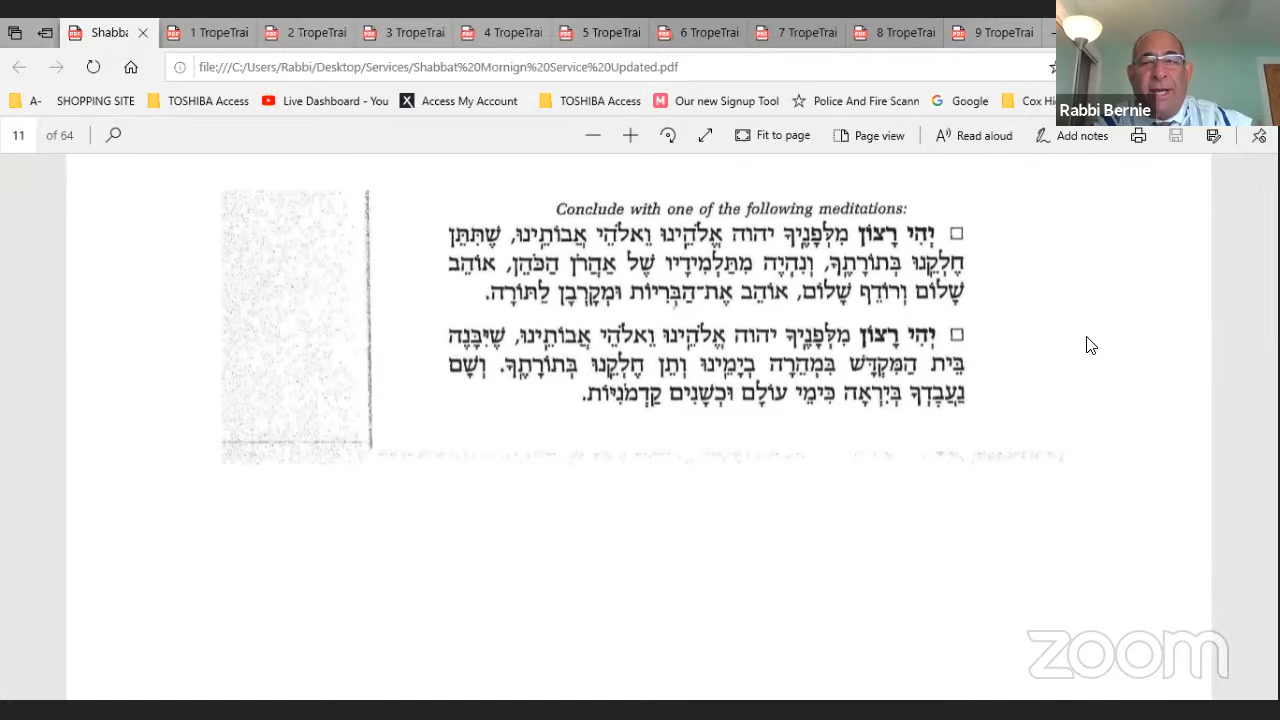 Shabba
1 TropeTrai
2 TropeTrai
3 TropeTrai
4 TropeTrai
5 TropeTrai
6 TropeTrai
7 TropeTrai
8 TropeTrai
9 TropeTrai
file:///C:/Users/Rabbi/Desktop/Services/Shabbat%20Mornign%20Service%20Updated.pdf
A-
SHOPPING SITE
TOSHIBA Access
Live Dashboard - You
Access My Account
TOSHIBA Access
Our new Signup Tool
Police And Fire Scann
Google
Cox Hi
Rabbi Bernie
11 of 64
Fit to page
Page view
Read aloud
Add notes
Conclude with one of the following meditations:
יְהִי רָצוֹן מִלְּפָנֶֽיךָ יהוה אֱלֹהֵֽינוּ וֵאלֹהֵי אֲבוֹתֵֽינוּ, שֶׁתִּתֵּן
חֶלְקֵֽנוּ בְּתוֹרָתֶֽךָ, וְנִהְיֶה מִתַּלְמִידָיו שֶׁל אַהֲרֹן הַכֹּהֵן, אוֹהֵב
שָׁלוֹם וְרוֹדֵף שָׁלוֹם, אוֹהֵב אֶת־הַבְּרִיּוֹת וּמְקָרְבָן לַתּוֹרָה.
יְהִי רָצוֹן מִלְּפָנֶֽיךָ יהוה אֱלֹהֵֽינוּ וֵאלֹהֵי אֲבוֹתֵֽינוּ, שֶׁיִּבָּנֶה
בֵּית הַמִּקְדָּשׁ בִּמְהֵרָה בְיָמֵֽינוּ וְתֵן חֶלְקֵֽנוּ בְּתוֹרָתֶֽךָ. וְשָׁם
נַעֲבָדְךָ בְּיִרְאָה כִּימֵי עוֹלָם וּכְשָׁנִים קַדְמֹנִיּוֹת.
zoom